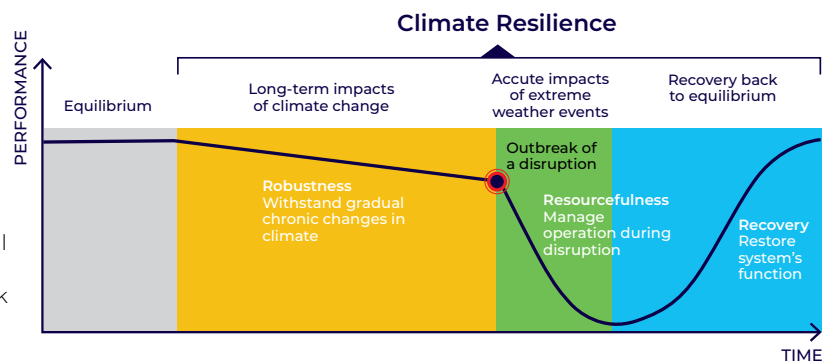 Climate Resilience
PERFORMANCE
Equilibrium
Long-term impacts
of climate change
Accute impacts
of extreme
weather events
Recovery back
to equilibrium
Outbreak of
a disruption
Robustness
Withstand gradual
chronic changes in
climate
Resourcefulness
Manage
operation during
disruption
Recovery
Restore
system's
function
TIME